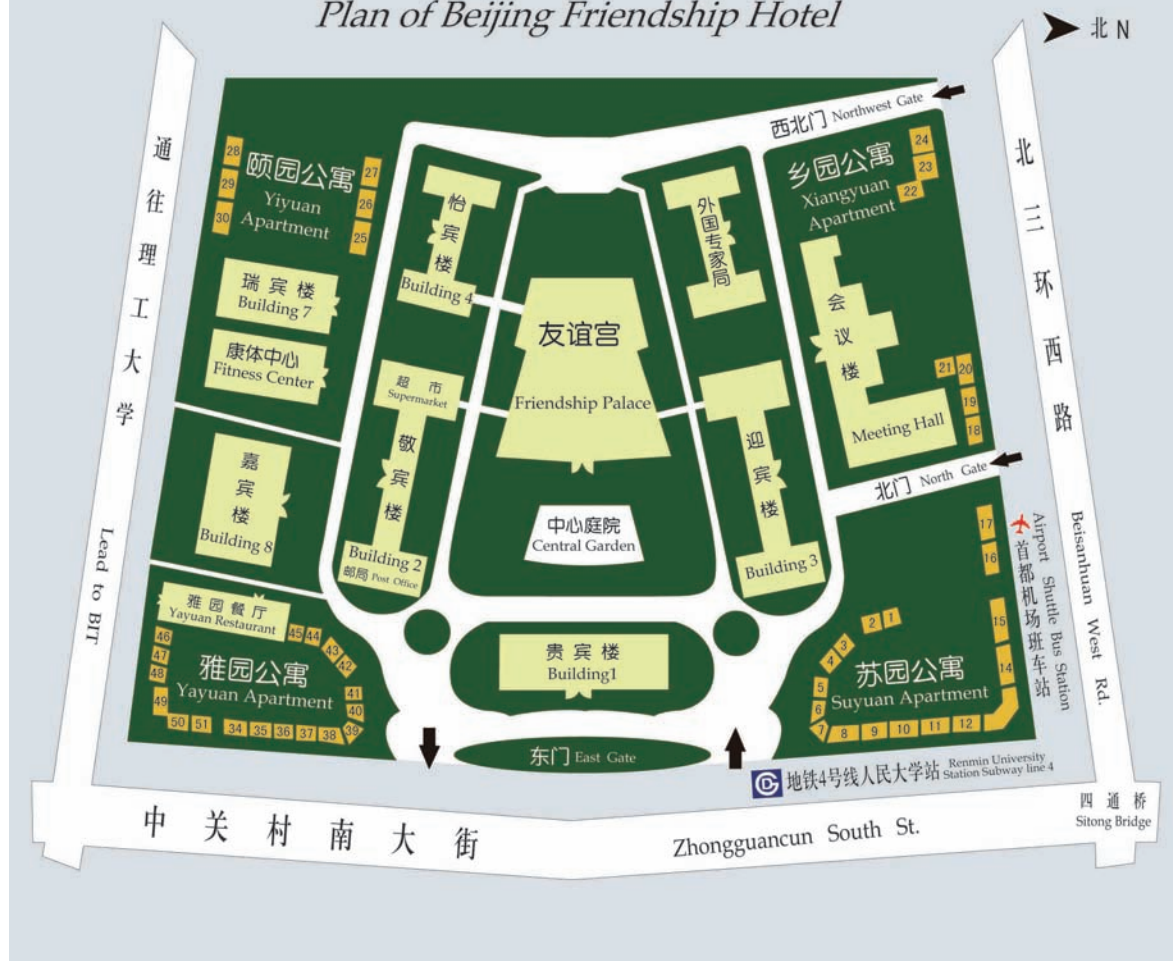 Plan of Beijing Friendship Hotel
北 N
西北门 Northwest Gate
通往理工大学
Lead to BIT
28
29
30
颐园公寓
Yiyuan
Apartment
27
26
25
怡宾楼
Building 4
外国专家局
乡园公寓
Xiangyuan
Apartment
24
23
22
北三环西路
Beisanhuan West Rd.
瑞宾楼
Building 7
康体中心
Fitness Center
超市
Supermarket
友谊宫
Friendship Palace
会议楼
Meeting Hall
21
20
19
18
嘉宾楼
Building 8
敬宾楼
Building 2
邮局 Post Office
中心庭院
Central Garden
迎宾楼
Building 3
北门 North Gate
17
16
Airport Shuttle Bus Station
首都机场班车站
雅园餐厅
Yayuan Restaurant
45
44
43
42
41
40
39
46
47
48
49
50
51
34
35
36
37
38
雅园公寓
Yayuan Apartment
贵宾楼
Building1
东门 East Gate
2
1
3
4
5
6
7
8
9
10
11
12
14
15
苏园公寓
Suyuan Apartment
地铁4号线人民大学站
Renmin University
Station Subway line 4
四通桥
Sitong Bridge
中关村南大街
Zhongguancun South St.